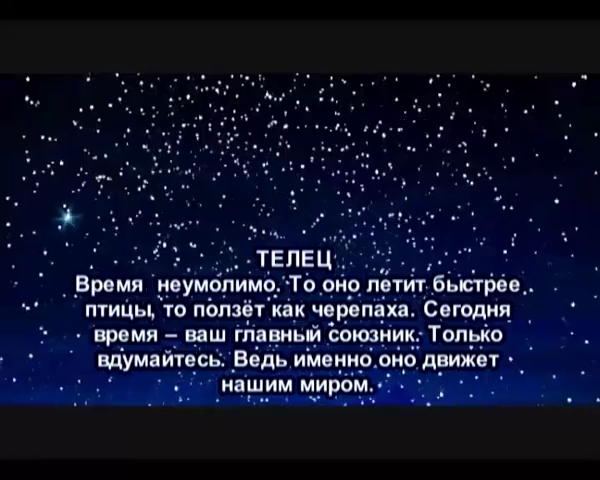 ТЕЛЕЦ
Время неумолимо. То оно летит быстрее
птицы, то ползёт как черепаха. Сегодня
время – ваш главный союзник. Только
вдумайтесь. Ведь именно оно движет
нашим миром.